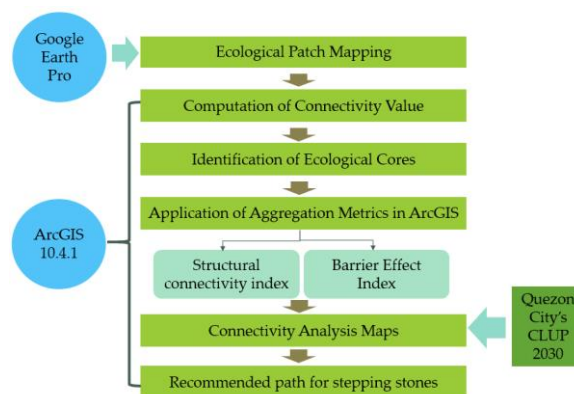 Google
Earth
Pro
Ecological Patch Mapping
Computation of Connectivity Value
Identification of Ecological Cores
Application of Aggregation Metrics in ArcGIS
ArcGIS
10.4.1
Structural
connectivity index
Barrier Effect
Index
Connectivity Analysis Maps
Quezon
City's
CLUP
2030
Recommended path for stepping stones